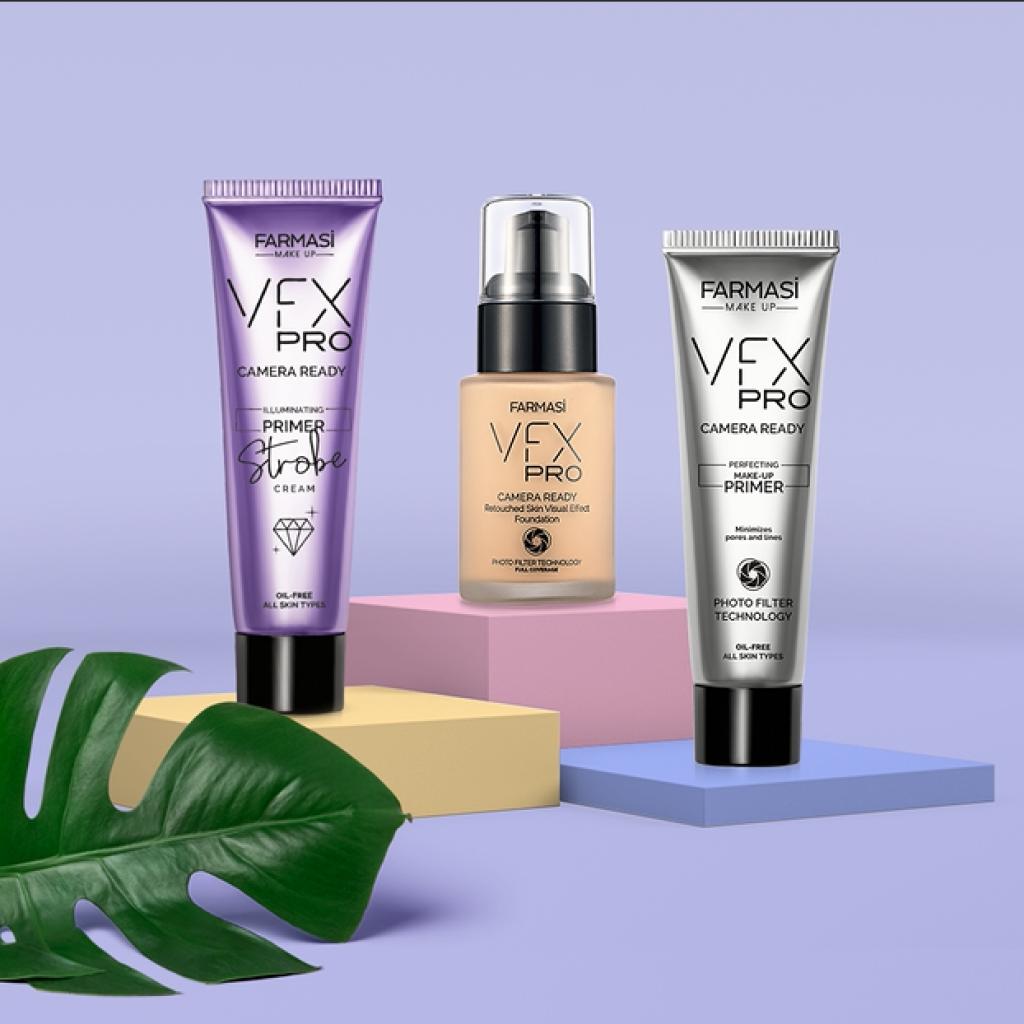 FARMASİ
MAKE UP
VFX
PRO
CAMERA READY
ILLUMINATING
PRIMER
Strobe
CREAM
OIL-FREE
ALL SKIN TYPES
FARMASİ
VFX
PRO
CAMERA READY
Retouched Skin Visual Effect
Foundation
PHOTO FILTER TECHNOLOGY
FULL COVERAGE
FARMASİ
MAKE UP
VFX
PRO
CAMERA READY
PERFECTING
MAKE-UP
PRIMER
Minimizes
pores and lines
PHOTO FILTER
TECHNOLOGY
OIL-FREE
ALL SKIN TYPES